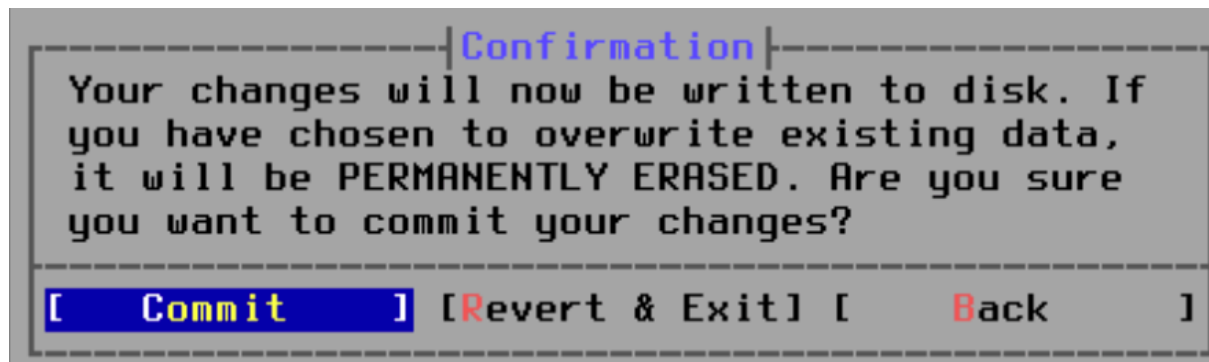 Confirmation
Your changes will now be written to disk. If
you have chosen to overwrite existing data,
it will be PERMANENTLY ERASED. Are you sure
you want to commit your changes?
[ Commit ] [Revert & Exit] [ Back ]